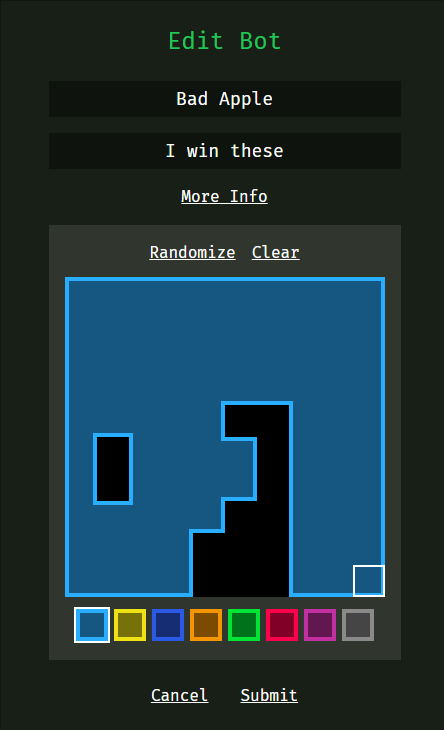 Edit Bot
Bad Apple
I win these
More Info
Randomize Clear
Cancel Submit